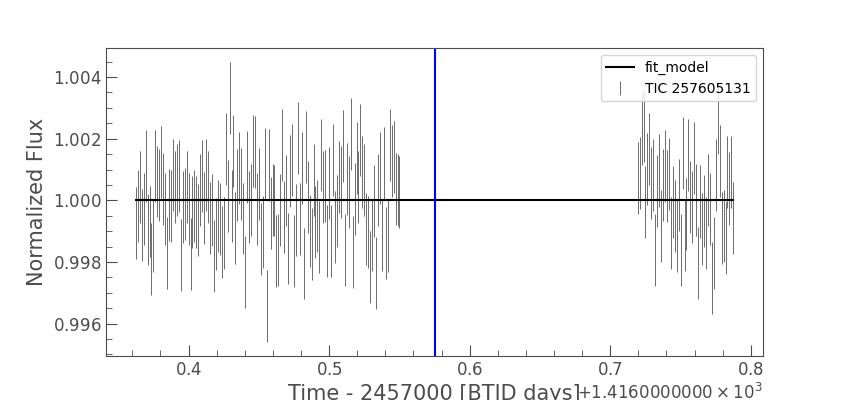 fit_model
TIC 257605131
1.004
1.002
1.000
0.998
0.996
Normalized Flux
0.4 0.5 0.6 0.7 0.8
Time - 2457000 [BTJD days]
+1.4160000000 × 10³